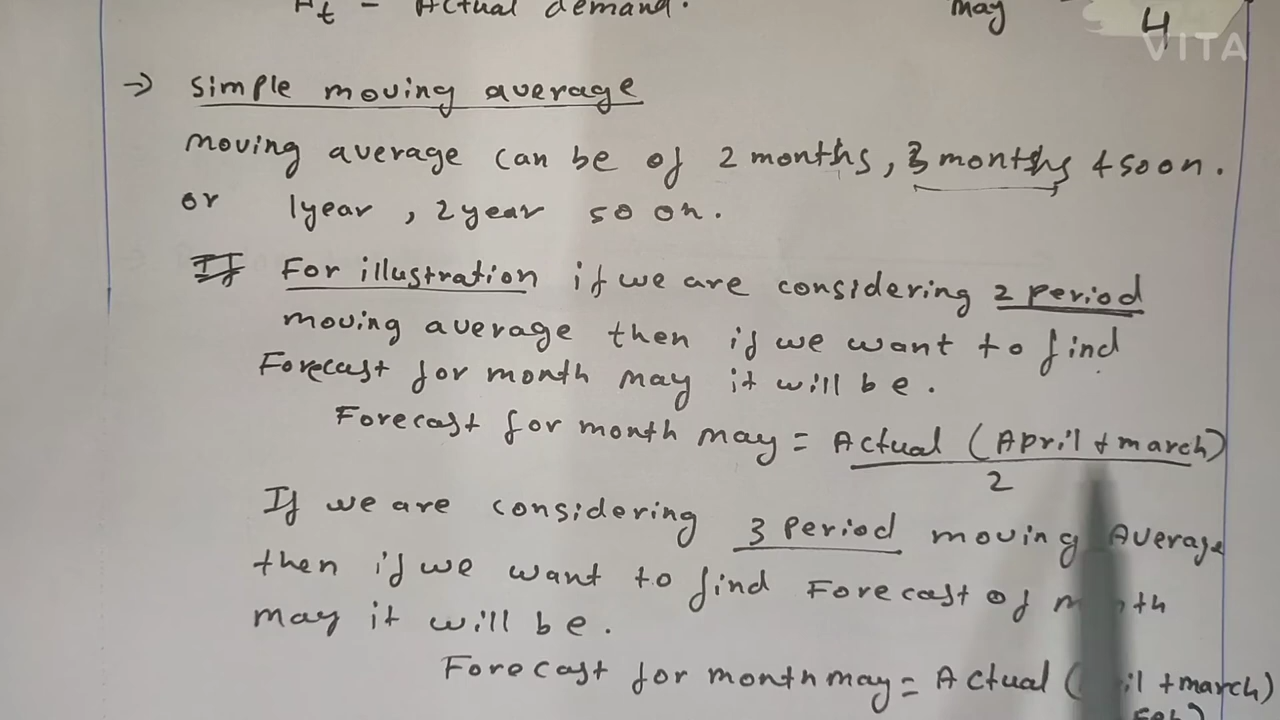 At - Actual demand.
may 4
VITA
→ Simple moving average
moving average can be of 2 months, 3 months & soon.
or 1year, 2year so on.
For illustration if we are considering 2 period
moving average then if we want to find
Forecast for month may it will be.
Forecast for month may = Actual (April + march)
2
If we are considering 3 period moving Average
then if we want to find Forecast of
may it will be.
Forecast for month may = Actual ( + march)